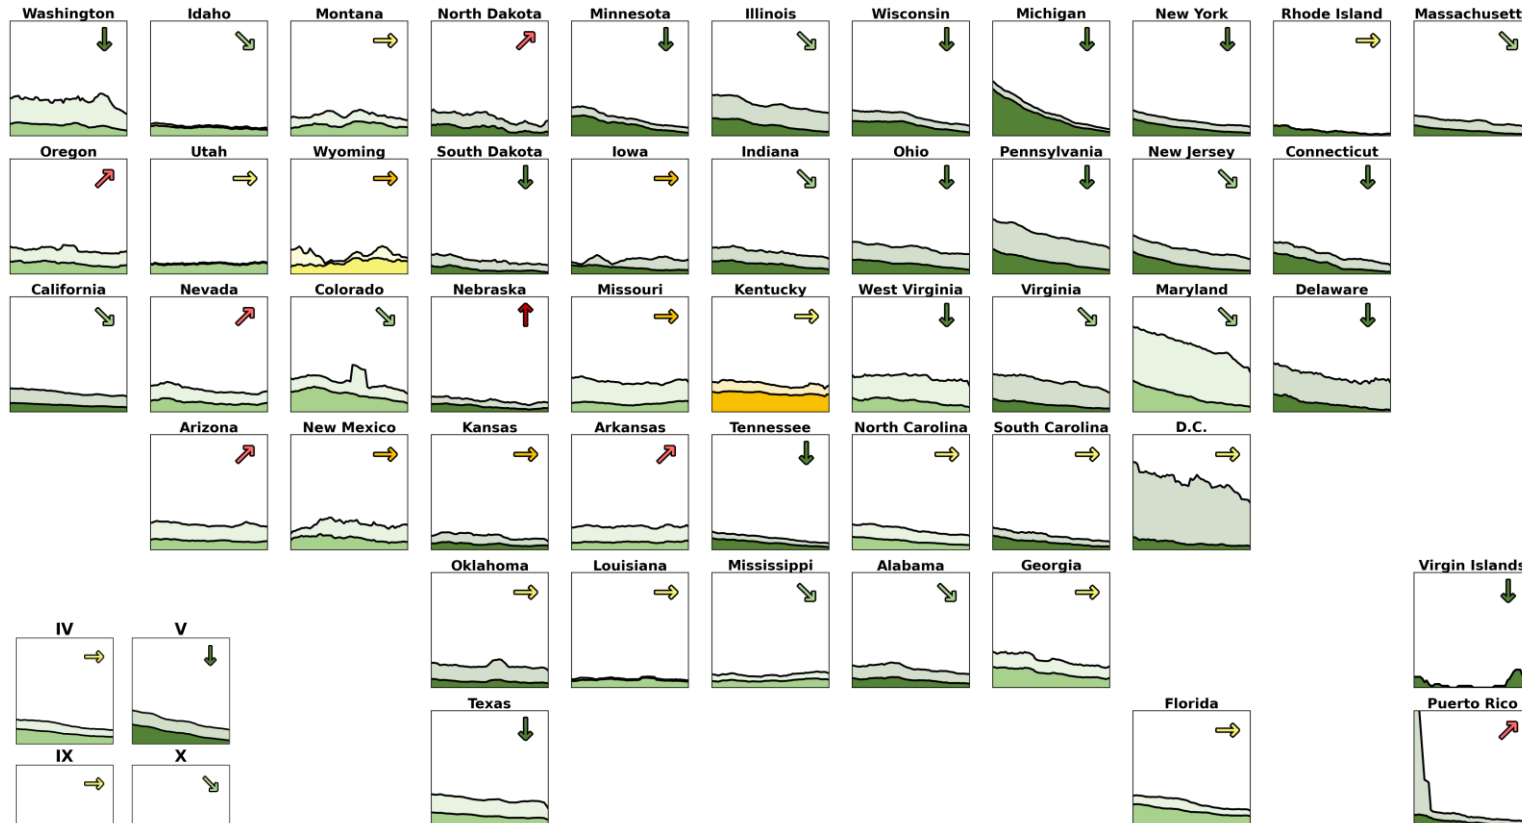 Washington Idaho Montana North Dakota Minnesota Illinois Wisconsin Michigan New York Rhode Island Massachusett
Oregon Utah Wyoming South Dakota Iowa Indiana Ohio Pennsylvania New Jersey Connecticut
California Nevada Colorado Nebraska Missouri Kentucky West Virginia Virginia Maryland Delaware
Arizona New Mexico Kansas Arkansas Tennessee North Carolina South Carolina D.C.
Oklahoma Louisiana Mississippi Alabama Georgia Virgin Islands
IV V
Texas Florida Puerto Rico
IX X